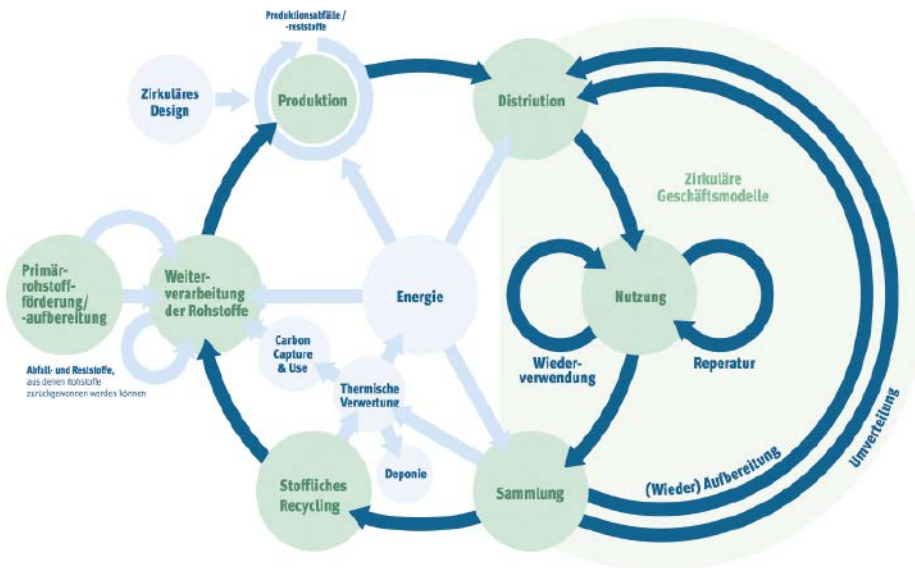 Produktionsabfälle /
-reststoffe
Zirkuläres
Design
Produktion
Distriution
Zirkuläre
Geschäftsmodelle
Primär-
rohstoff-
förderung/
-aufbereitung
Weiter-
verarbeitung
der Rohstoffe
Energie
Nutzung
Carbon
Capture
& Use
Wieder-
verwendung
Reperatur
Abfall- und Reststoffe,
aus denen Rohstoffe
zurückgewonnen werden können
Thermische
Verwertung
Umverteilung
(Wieder) Aufbereitung
Deponie
Stoffliches
Recycling
Sammlung